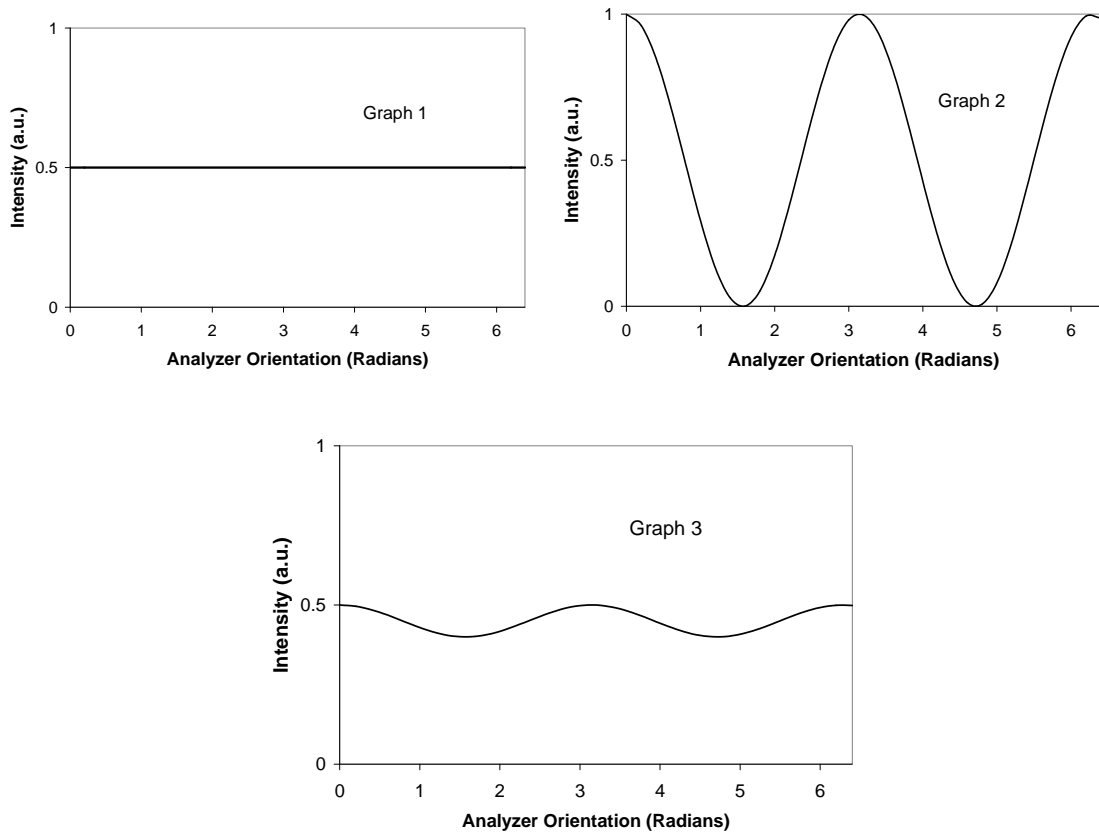 1
Graph 1
Intensity (a.u.)
0.5
0
0 1 2 3 4 5 6
Analyzer Orientation (Radians)
1
Graph 2
Intensity (a.u.)
0.5
0
0 1 2 3 4 5 6
Analyzer Orientation (Radians)
1
Graph 3
Intensity (a.u.)
0.5
0
0 1 2 3 4 5 6
Analyzer Orientation (Radians)